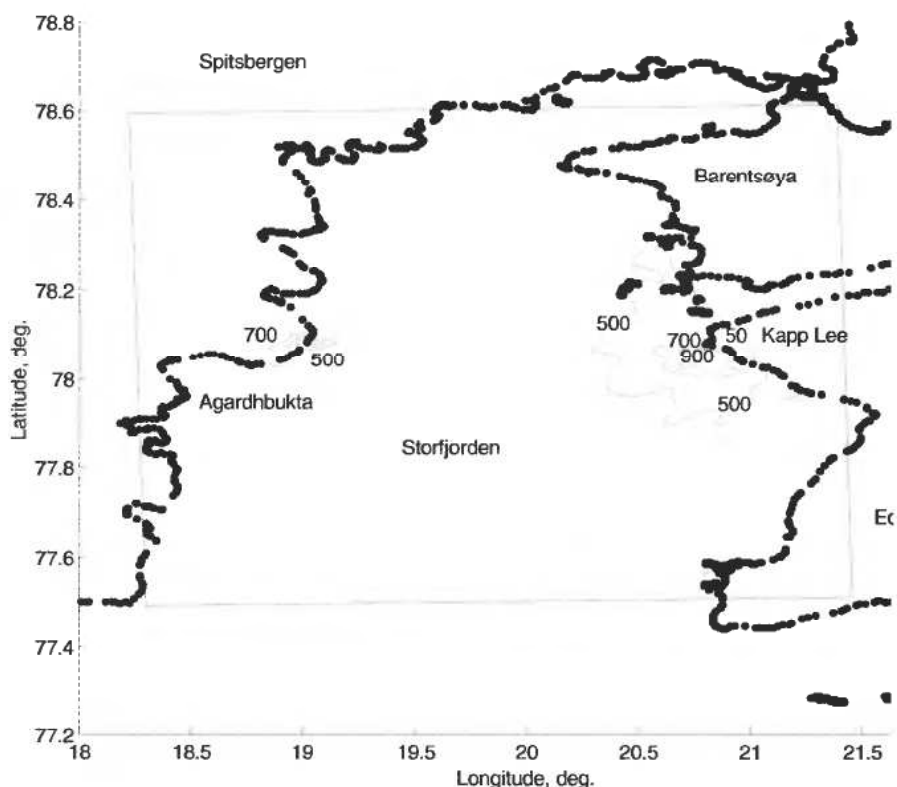 78.8
Spitsbergen
78.6
Barentsøya
78.4
78.2
500
700
50
Kapp Lee
700
900
500
78
500
Agardhbukta
Storfjorden
77.8
77.6
77.4
77.2
Latitude, deg.
18 18.5 19 19.5 20 20.5 21 21.5
Longitude, deg.